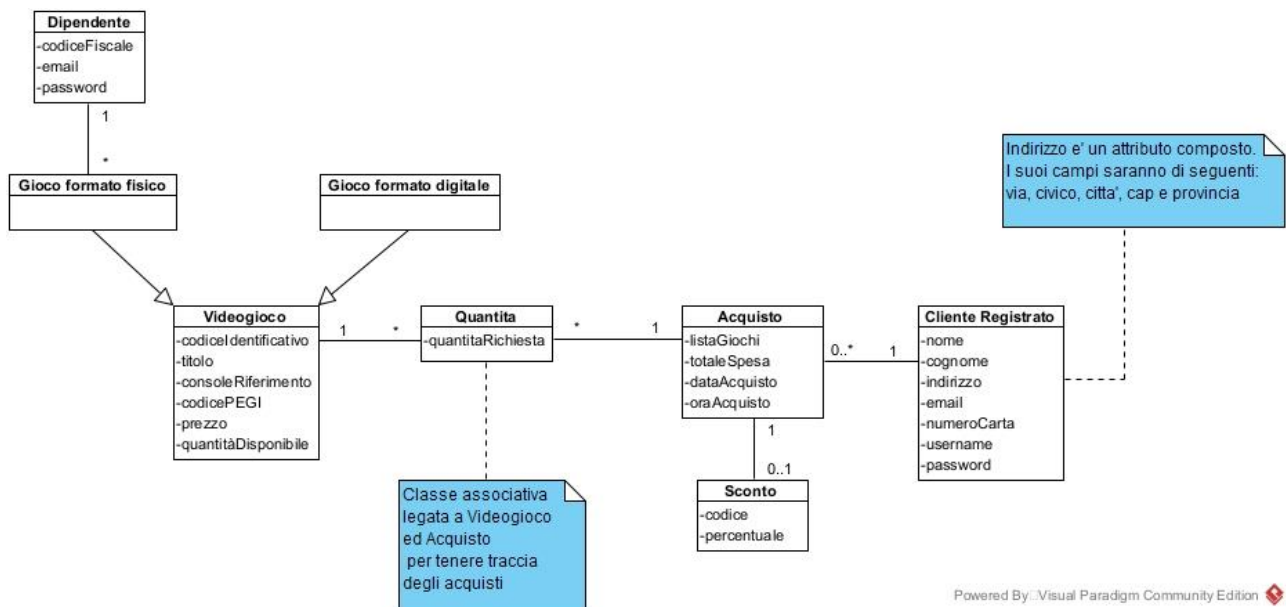 Dipendente
-codiceFiscale
-email
-password
1
*
Gioco formato fisico
Gioco formato digitale
Indirizzo e' un attributo composto.
I suoi campi saranno di seguenti:
via, civico, citta', cap e provincia
Videogioco
-codiceIdentificativo
-titolo
-consoleRiferimento
-codicePEGI
-prezzo
-quantitàDisponibile
1
*
Quantita
-quantitaRichiesta
*
1
Acquisto
-listaGiochi
-totaleSpesa
-dataAcquisto
-oraAcquisto
0..*
1
Cliente Registrato
-nome
-cognome
-indirizzo
-email
-numeroCarta
-username
-password
1
0..1
Sconto
-codice
-percentuale
Classe associativa
legata a Videogioco
ed Acquisto
per tenere traccia
degli acquisti
Powered By Visual Paradigm Community Edition